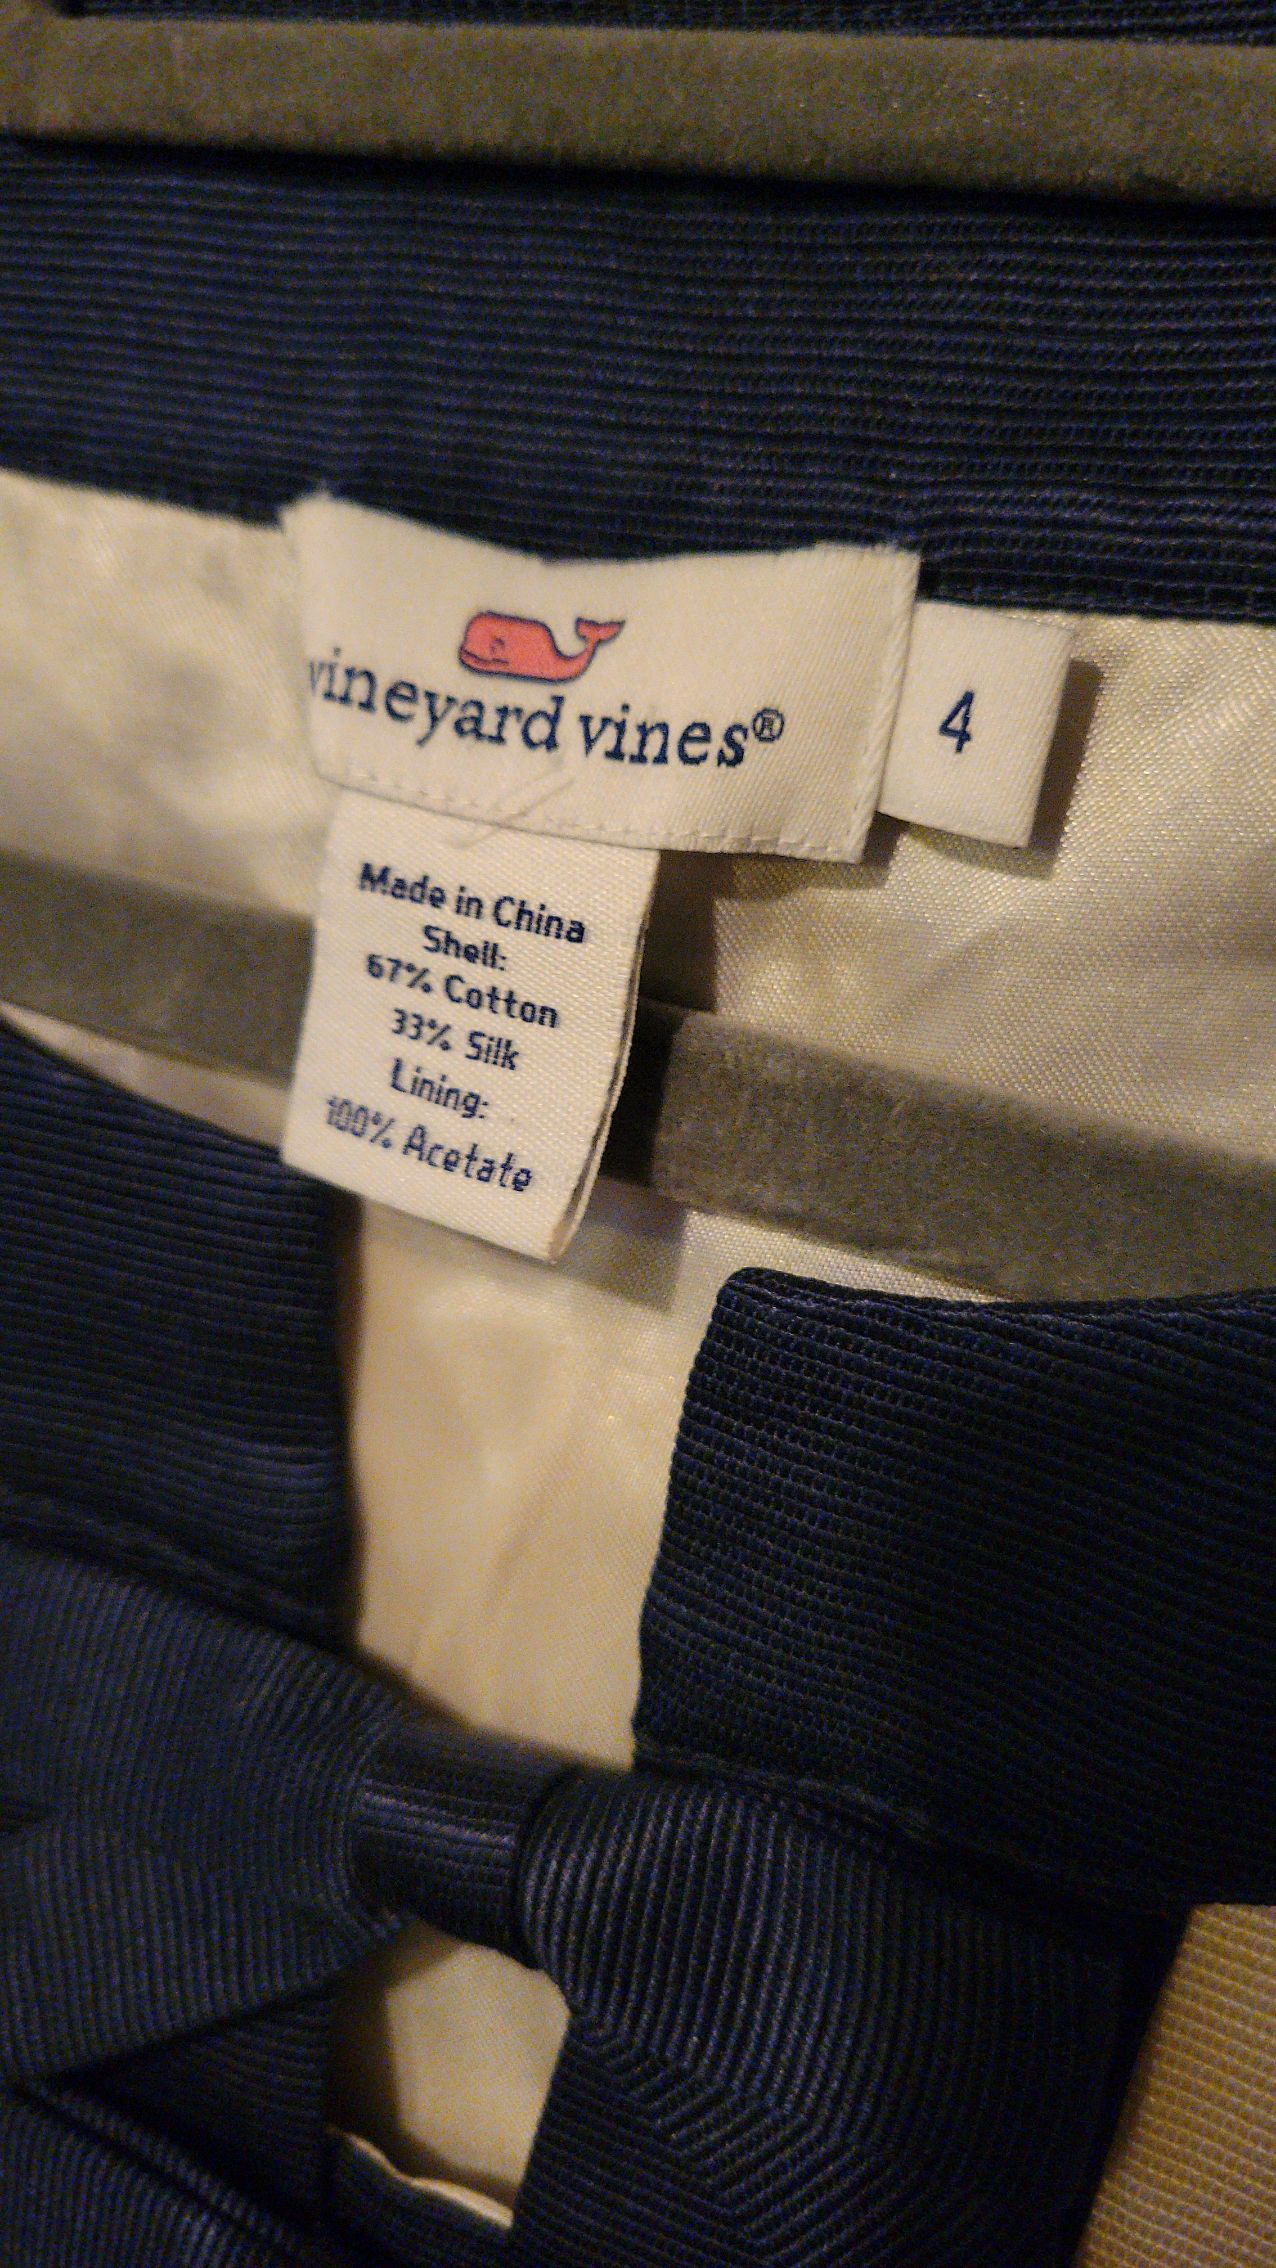 vineyard vines®
4
Made in China
Shell:
67% Cotton
33% Silk
Lining:
100% Acetate